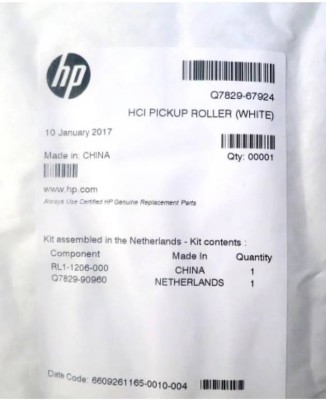 hp
Q7829-67924
HCI PICKUP ROLLER (WHITE)
10 January 2017
Made in: CHINA
Qty: 00001
www.hp.com
Always Use Certified HP Genuine Replacement Parts
Kit assembled in the Netherlands - Kit contents :
Component Made In Quantity
RL1-1206-000 CHINA 1
Q7829-90960 NETHERLANDS 1
Date Code: 6609261165-0010-004